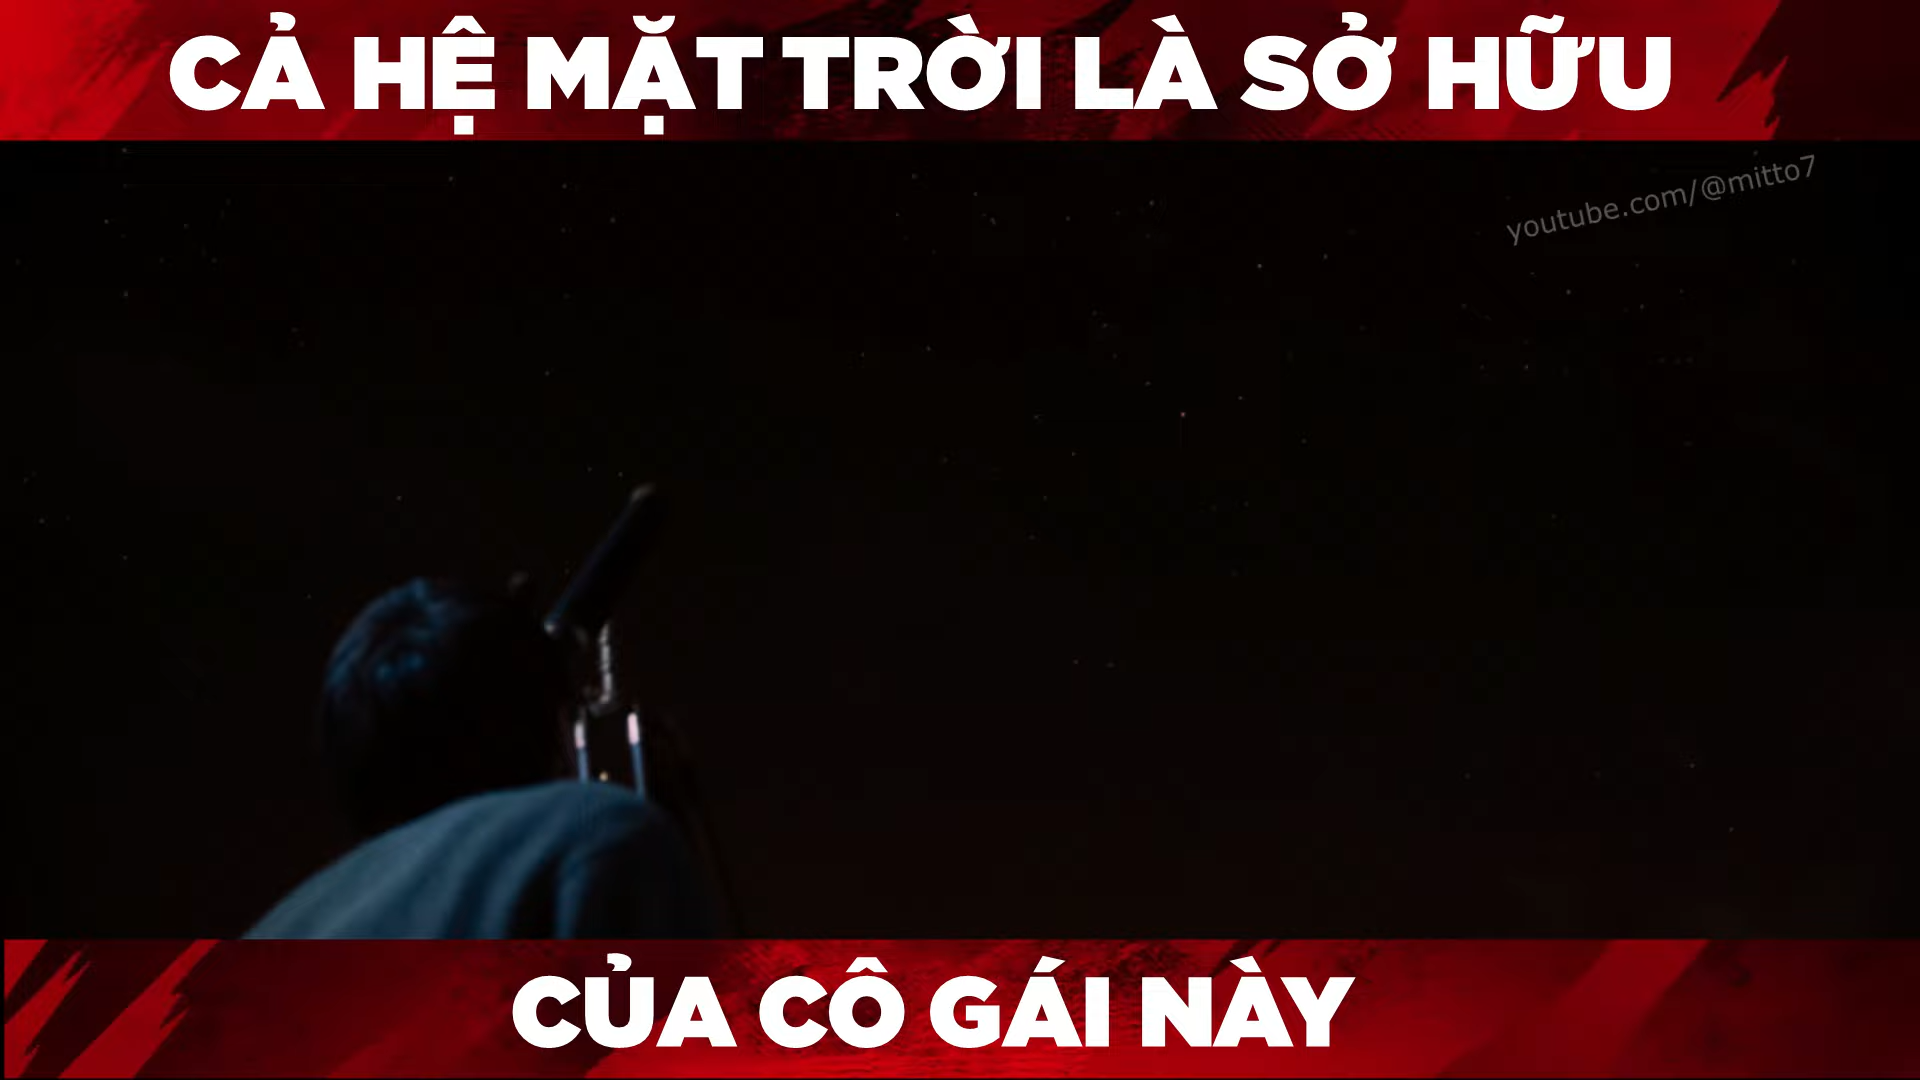 CẢ HỆ MẶT TRỜI LÀ SỞ HỮU
youtube.com/@mitto7
CỦA CÔ GÁI NÀY